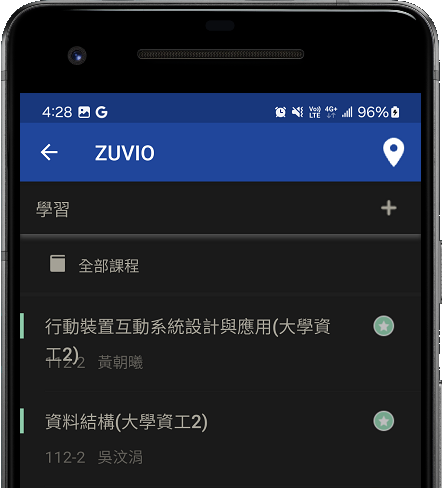 4:28 G Vo)) LTE 4G+ 96%
ZUVIO
學習
全部課程
行動裝置互動系統設計與應用(大學資
工2)
112-2 黃朝曦
資料結構(大學資工2)
112-2 吳汶涓